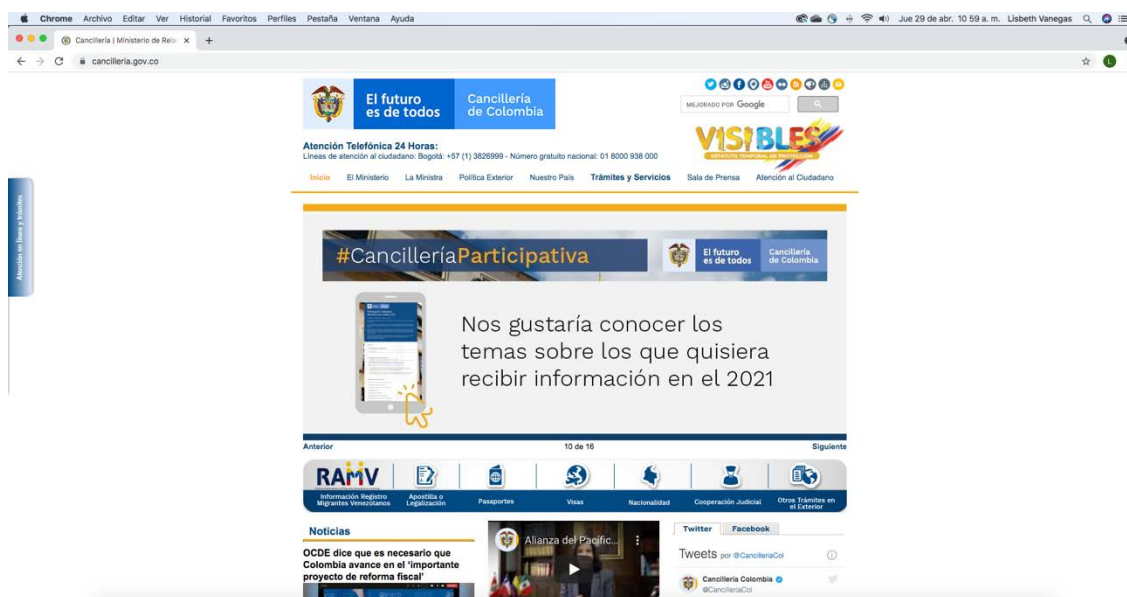 Chrome Archivo Editar Ver Historial Favoritos Perfiles Pestaña Ventana Ayuda
Jue 29 de abr. 10 59 a. m. Lisbeth Vanegas
Cancillería | Ministerio de Rela
cancilleria.gov.co
L
El futuro
es de todos
Cancillería
de Colombia
MEJORADO POR Google
VISIBLES
ESTATUTO TEMPORAL DE PROTECCIÓN
Atención Telefónica 24 Horas:
Líneas de atención al ciudadano: Bogotá: +57 (1) 3826999 - Número gratuito nacional: 01 8000 938 000
Inicio El Ministerio La Ministra Política Exterior Nuestro País Trámites y Servicios Sala de Prensa Atención al Ciudadano
Atención en línea y trámites
#CancilleríaParticipativa
El futuro
es de todos
Cancillería
de Colombia
Nos gustaría conocer los
temas sobre los que quisiera
recibir información en el 2021
Anterior 10 de 16 Siguiente
RAMV
Información Registro
Migrantes Venezolanos
Apostilla o
Legalización
Pasaportes
Visas
Nacionalidad
Cooperación Judicial
Otros Trámites en
el Exterior
Noticias
OCDE dice que es necesario que
Colombia avance en el ‘importante
proyecto de reforma fiscal’
Alianza del Pacífic...
Twitter Facebook
Tweets por @CancilleriaCol
Cancillería Colombia
@CancilleriaCol